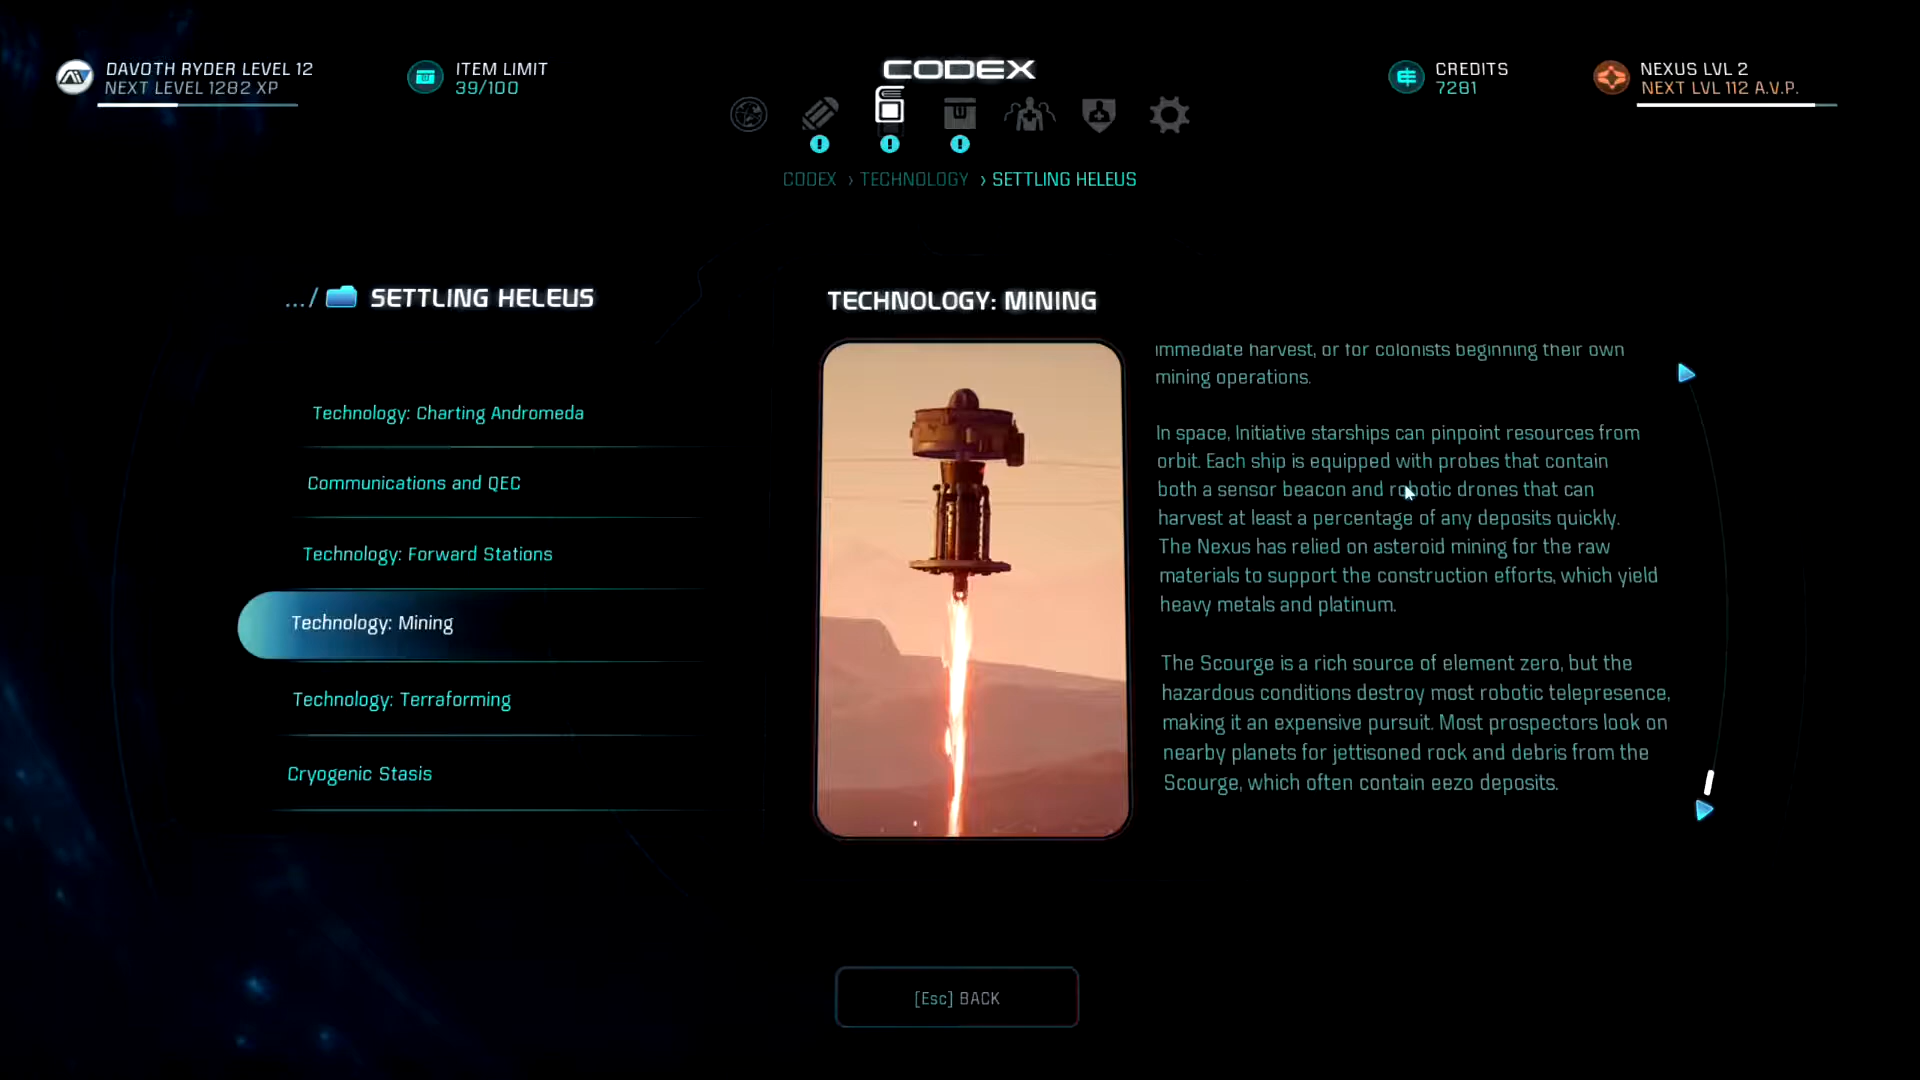 DAVOTH RYDER LEVEL 12
NEXT LEVEL 1282 XP
ITEM LIMIT
39/100
CODEX
CREDITS
7281
NEXUS LVL 2
NEXT LVL 112 A.V.P.
CODEX › TECHNOLOGY › SETTLING HELEUS
.../ SETTLING HELEUS
Technology: Charting Andromeda
Communications and QEC
Technology: Forward Stations
Technology: Mining
Technology: Terraforming
Cryogenic Stasis
TECHNOLOGY: MINING
immediate harvest, or for colonists beginning their own
mining operations.
In space, Initiative starships can pinpoint resources from
orbit. Each ship is equipped with probes that contain
both a sensor beacon and robotic drones that can
harvest at least a percentage of any deposits quickly.
The Nexus has relied on asteroid mining for the raw
materials to support the construction efforts, which yield
heavy metals and platinum.
The Scourge is a rich source of element zero, but the
hazardous conditions destroy most robotic telepresence,
making it an expensive pursuit. Most prospectors look on
nearby planets for jettisoned rock and debris from the
Scourge, which often contain eezo deposits.
[Esc] BACK